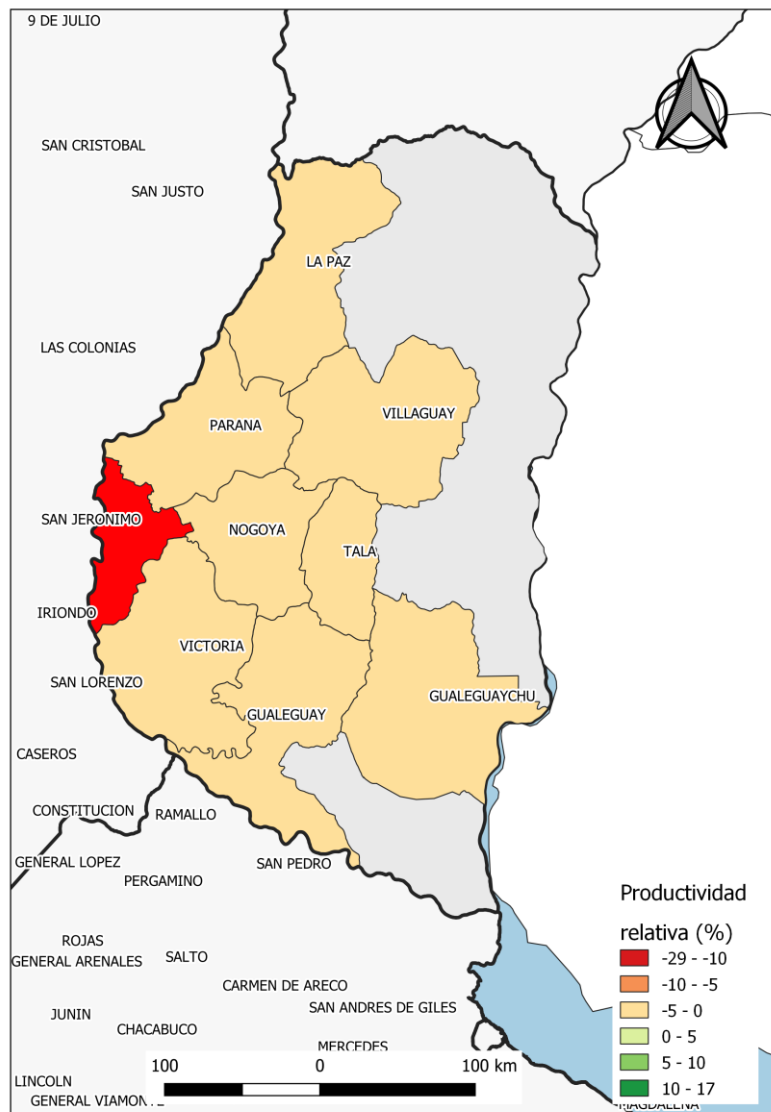 9 DE JULIO
SAN CRISTOBAL
SAN JUSTO
LA PAZ
LAS COLONIAS
VILLAGUAY
PARANA
SAN JERONIMO
NOGOYA
TALA
IRIONDO
VICTORIA
SAN LORENZO
GUALEGUAYCHU
GUALEGUAY
CASEROS
CONSTITUCION
RAMALLO
GENERAL LOPEZ
SAN PEDRO
PERGAMINO
ROJAS
SALTO
GENERAL ARENALES
CARMEN DE ARECO
SAN ANDRES DE GILES
JUNIN
CHACABUCO
MERCEDES
LINCOLN
GENERAL VIAMONTE
MAGDALENA
100 0 100 km
Productividad
relativa (%)
-29 - -10
-10 - -5
-5 - 0
0 - 5
5 - 10
10 - 17